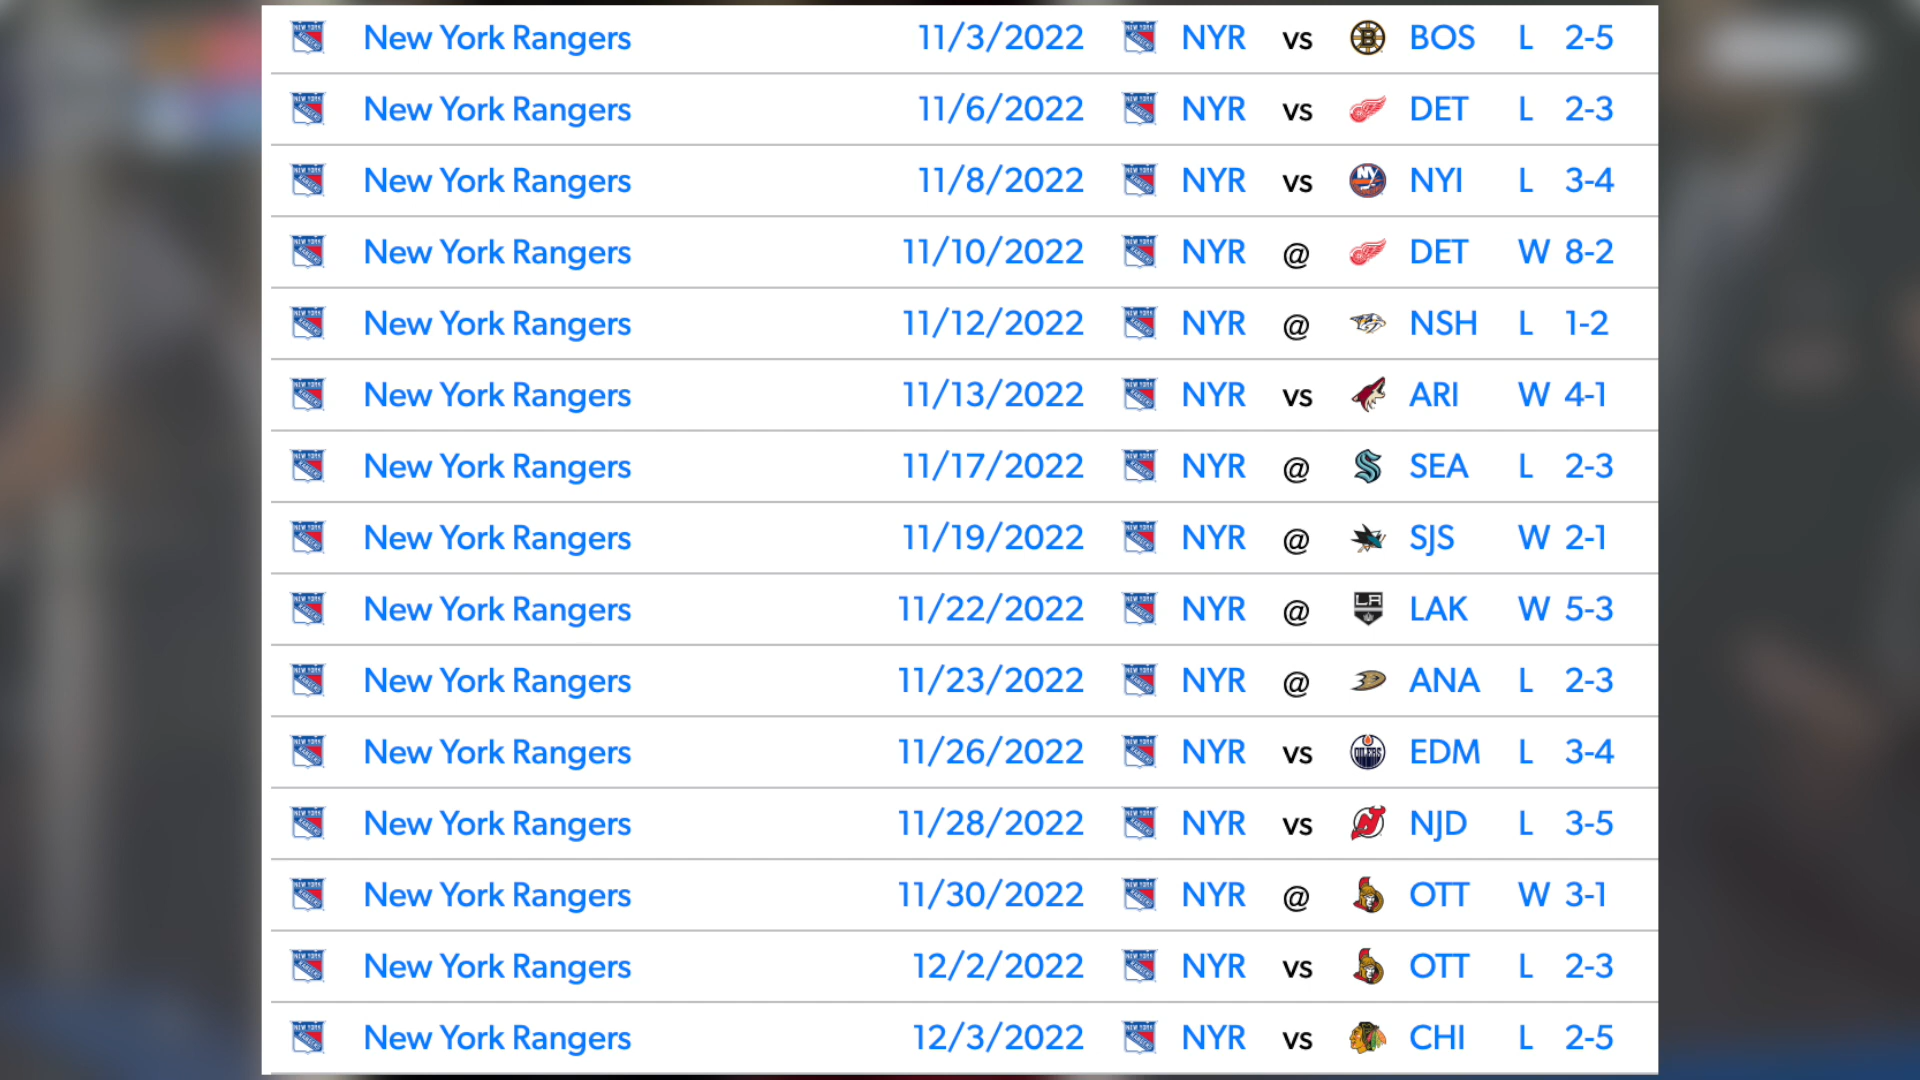 New York Rangers 11/3/2022 NYR vs BOS L 2-5
New York Rangers 11/6/2022 NYR vs DET L 2-3
New York Rangers 11/8/2022 NYR vs NYI L 3-4
New York Rangers 11/10/2022 NYR @ DET W 8-2
New York Rangers 11/12/2022 NYR @ NSH L 1-2
New York Rangers 11/13/2022 NYR vs ARI W 4-1
New York Rangers 11/17/2022 NYR @ SEA L 2-3
New York Rangers 11/19/2022 NYR @ SJS W 2-1
New York Rangers 11/22/2022 NYR @ LAK W 5-3
New York Rangers 11/23/2022 NYR @ ANA L 2-3
New York Rangers 11/26/2022 NYR vs EDM L 3-4
New York Rangers 11/28/2022 NYR vs NJD L 3-5
New York Rangers 11/30/2022 NYR @ OTT W 3-1
New York Rangers 12/2/2022 NYR vs OTT L 2-3
New York Rangers 12/3/2022 NYR vs CHI L 2-5